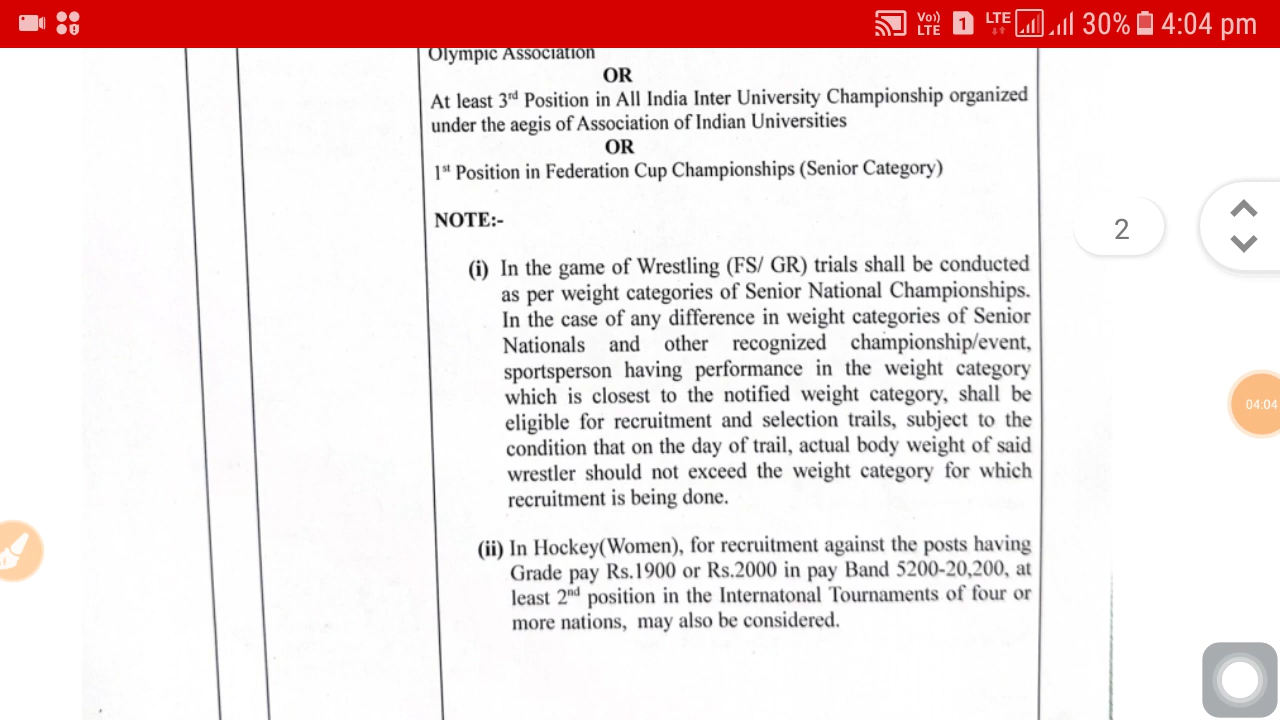 Vo)) LTE 1 LTE 30% 4:04 pm
Olympic Association
OR
At least 3rd Position in All India Inter University Championship organized
under the aegis of Association of Indian Universities
OR
1st Position in Federation Cup Championships (Senior Category)
NOTE:-
(i) In the game of Wrestling (FS/ GR) trials shall be conducted
as per weight categories of Senior National Championships.
In the case of any difference in weight categories of Senior
Nationals and other recognized championship/event,
sportsperson having performance in the weight category
which is closest to the notified weight category, shall be
eligible for recruitment and selection trails, subject to the
condition that on the day of trail, actual body weight of said
wrestler should not exceed the weight category for which
recruitment is being done.
(ii) In Hockey(Women), for recruitment against the posts having
Grade pay Rs.1900 or Rs.2000 in pay Band 5200-20,200, at
least 2nd position in the Internatonal Tournaments of four or
more nations, may also be considered.
2
04:04